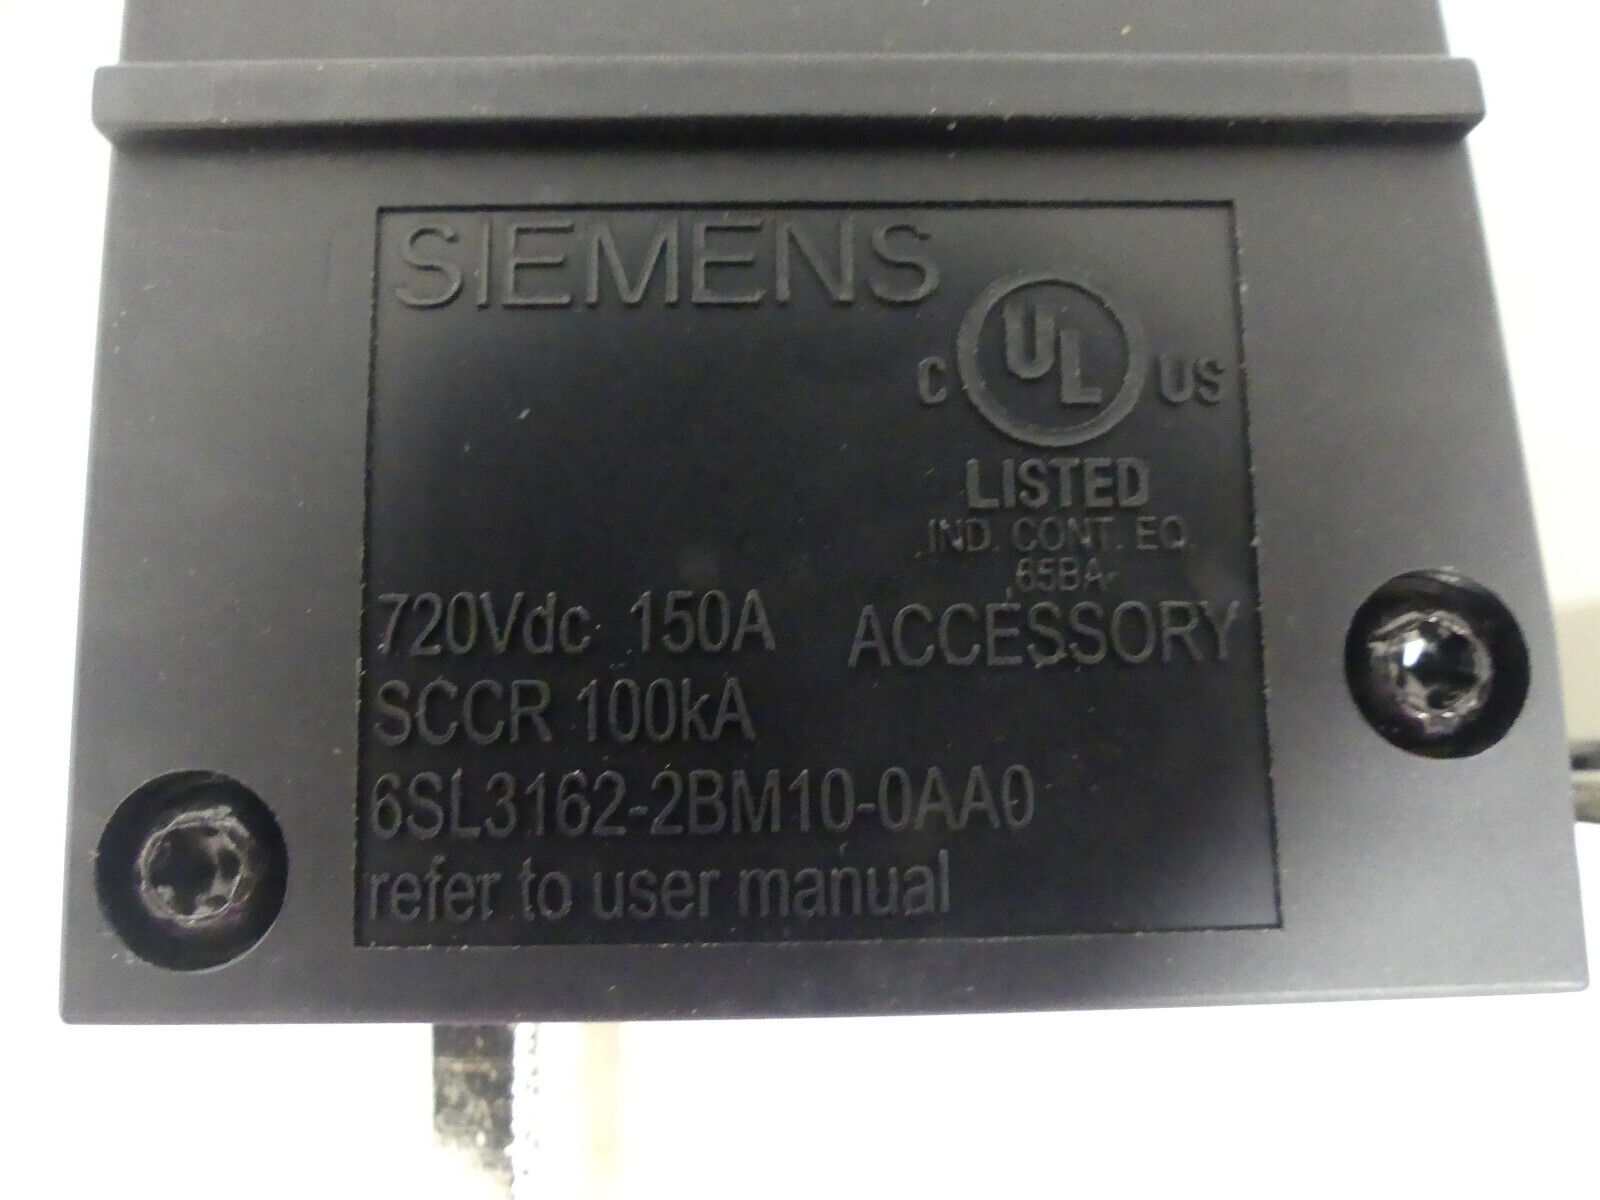 SIEMENS
C UL US
LISTED
IND. CONT. EQ.
65BA
720Vdc 150A ACCESSORY
SCCR 100kA
6SL3162-2BM10-0AA0
refer to user manual